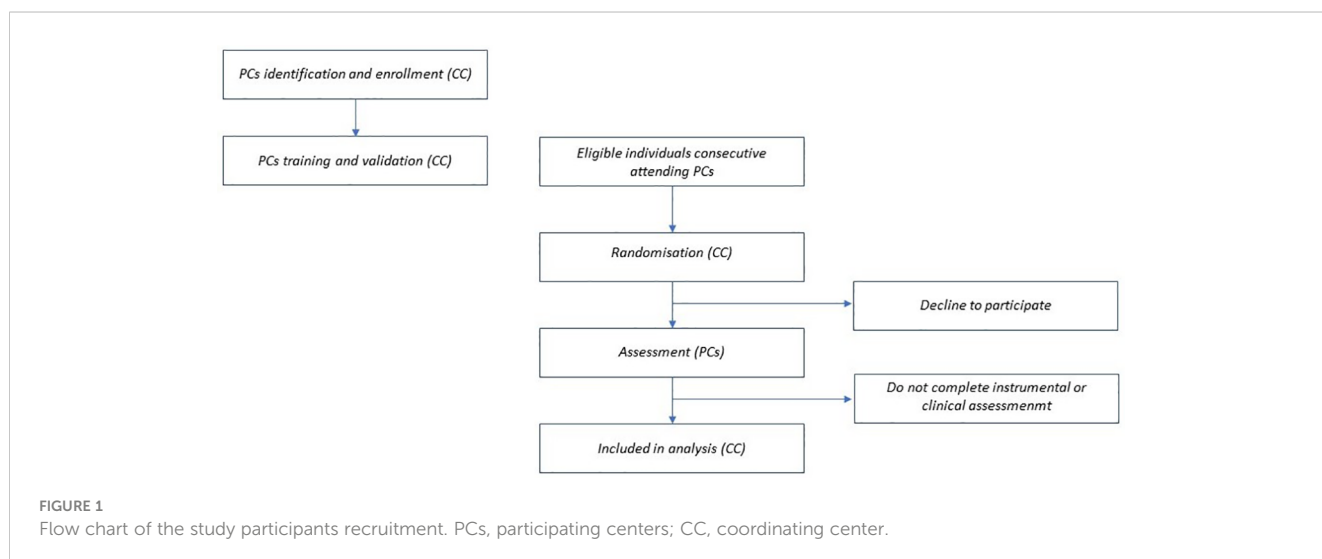 PCs identification and enrollment (CC)
PCs training and validation (CC)
Eligible individuals consecutive
attending PCs
Randomisation (CC)
Decline to participate
Assessment (PCs)
Do not complete instrumental or
clinical assessmenmt
Included in analysis (CC)
FIGURE 1
Flow chart of the study participants recruitment. PCs, participating centers; CC, coordinating center.